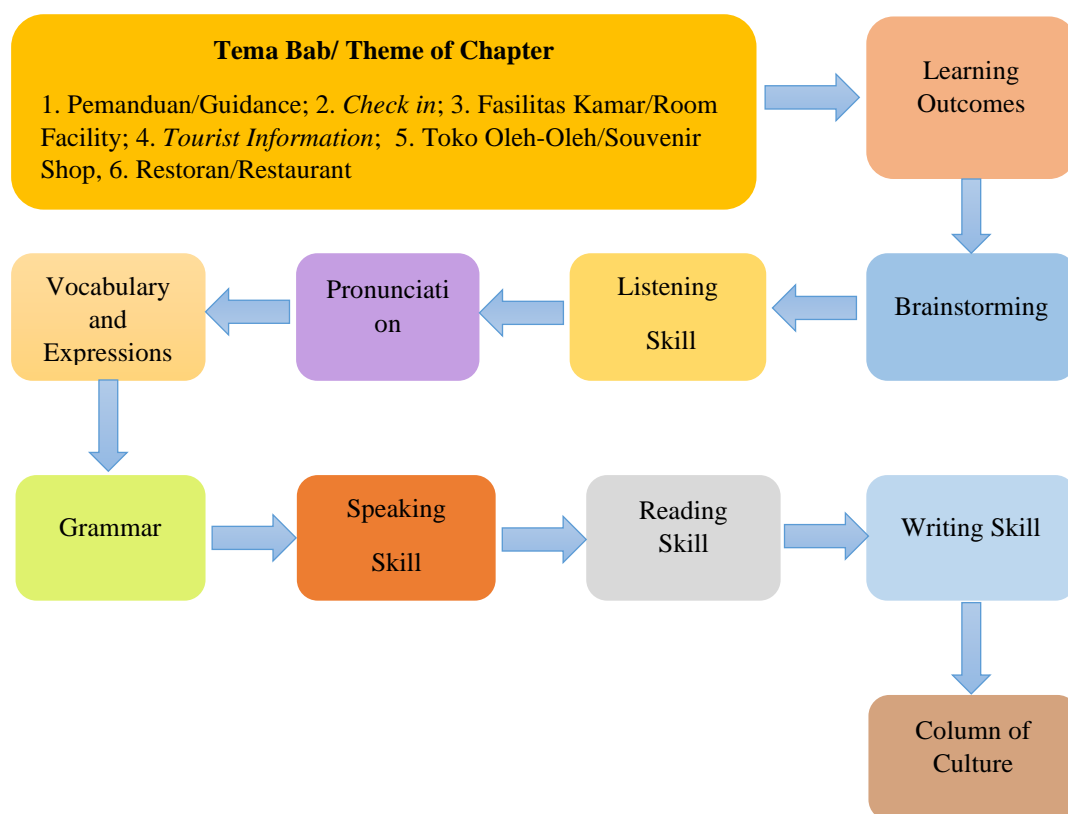 Tema Bab/ Theme of Chapter
1. Pemanduan/Guidance; 2. Check in; 3. Fasilitas Kamar/Room
Facility; 4. Tourist Information; 5. Toko Oleh-Oleh/Souvenir
Shop, 6. Restoran/Restaurant
Learning
Outcomes
Brainstorming
Listening
Skill
Pronunciati
on
Vocabulary
and
Expressions
Grammar
Speaking
Skill
Reading
Skill
Writing Skill
Column of
Culture